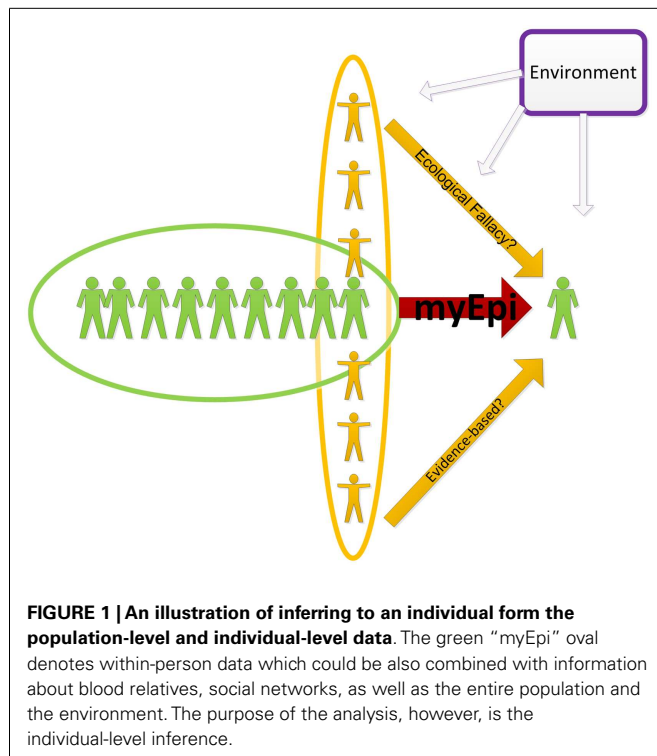 Environment
Ecological Fallacy?
myEpi
Evidence-based?
FIGURE 1 | An illustration of inferring to an individual form the
population-level and individual-level data. The green “myEpi” oval
denotes within-person data which could be also combined with information
about blood relatives, social networks, as well as the entire population and
the environment. The purpose of the analysis, however, is the
individual-level inference.